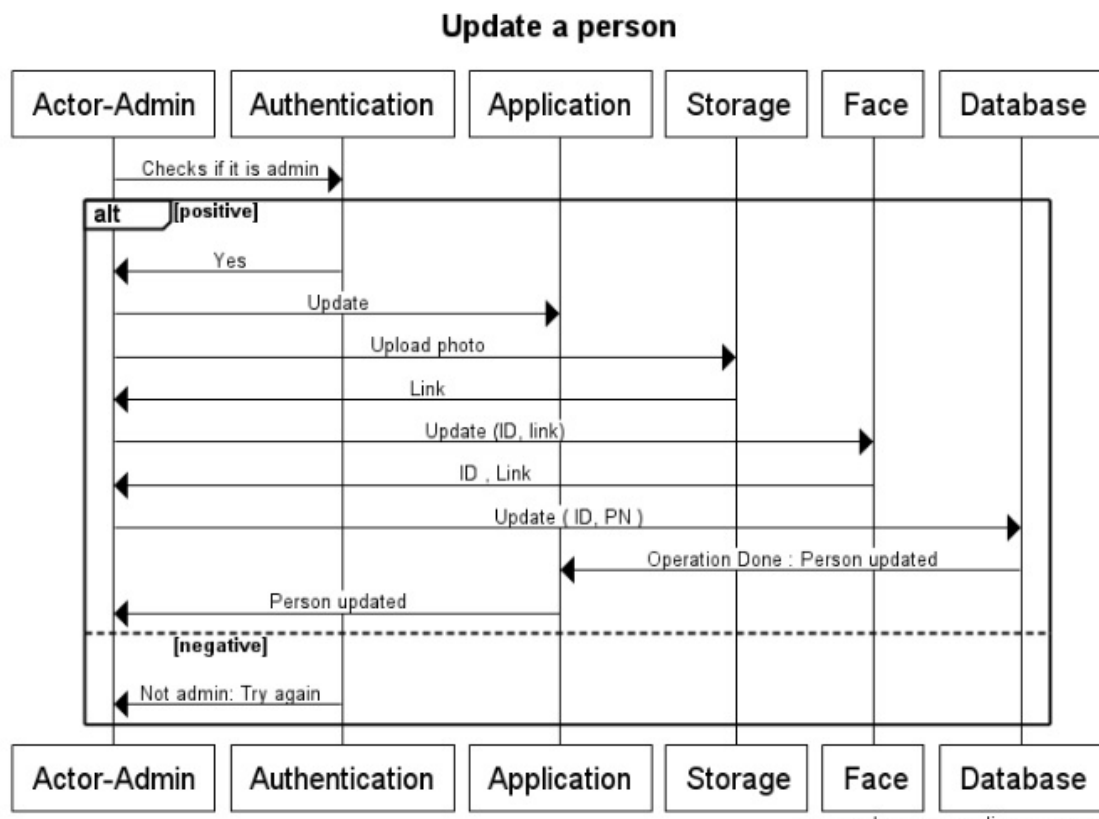 Update a person
Actor-Admin Authentication Application Storage Face Database
Checks if it is admin
alt [positive]
Yes
Update
Upload photo
Link
Update (ID, link)
ID , Link
Update ( ID, PN )
Operation Done : Person updated
Person updated
[negative]
Not admin: Try again
Actor-Admin Authentication Application Storage Face Database